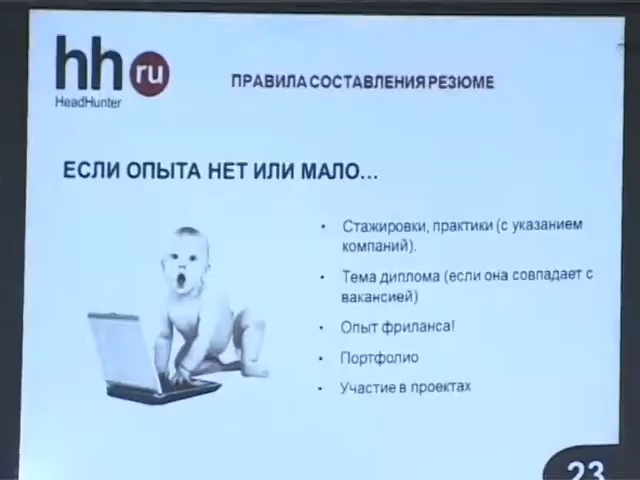 hh ru
HeadHunter
ПРАВИЛА СОСТАВЛЕНИЯ РЕЗЮМЕ
ЕСЛИ ОПЫТА НЕТ ИЛИ МАЛО...
• Стажировки, практики (с указанием
компаний).
• Тема диплома (если она совпадает с
вакансией)
• Опыт фриланса!
• Портфолио
• Участие в проектах
23